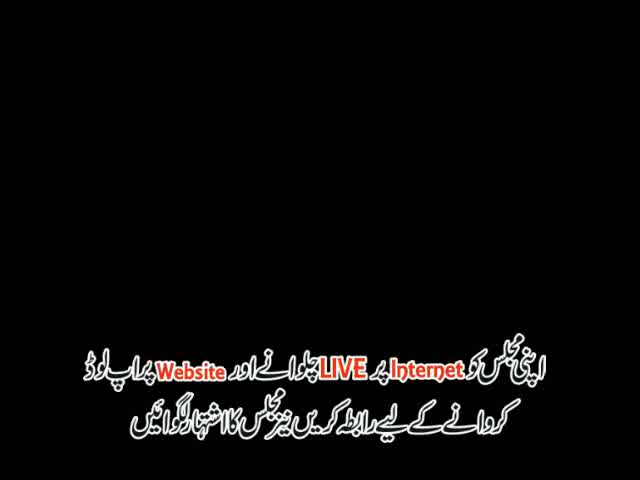 اپنی مجلس کو Internet پر LIVE چلوانے اور Website پر اپ لوڈ
کروانے کے لیے رابطہ کریں نیز مجلس کا اشتہار لگوائیں